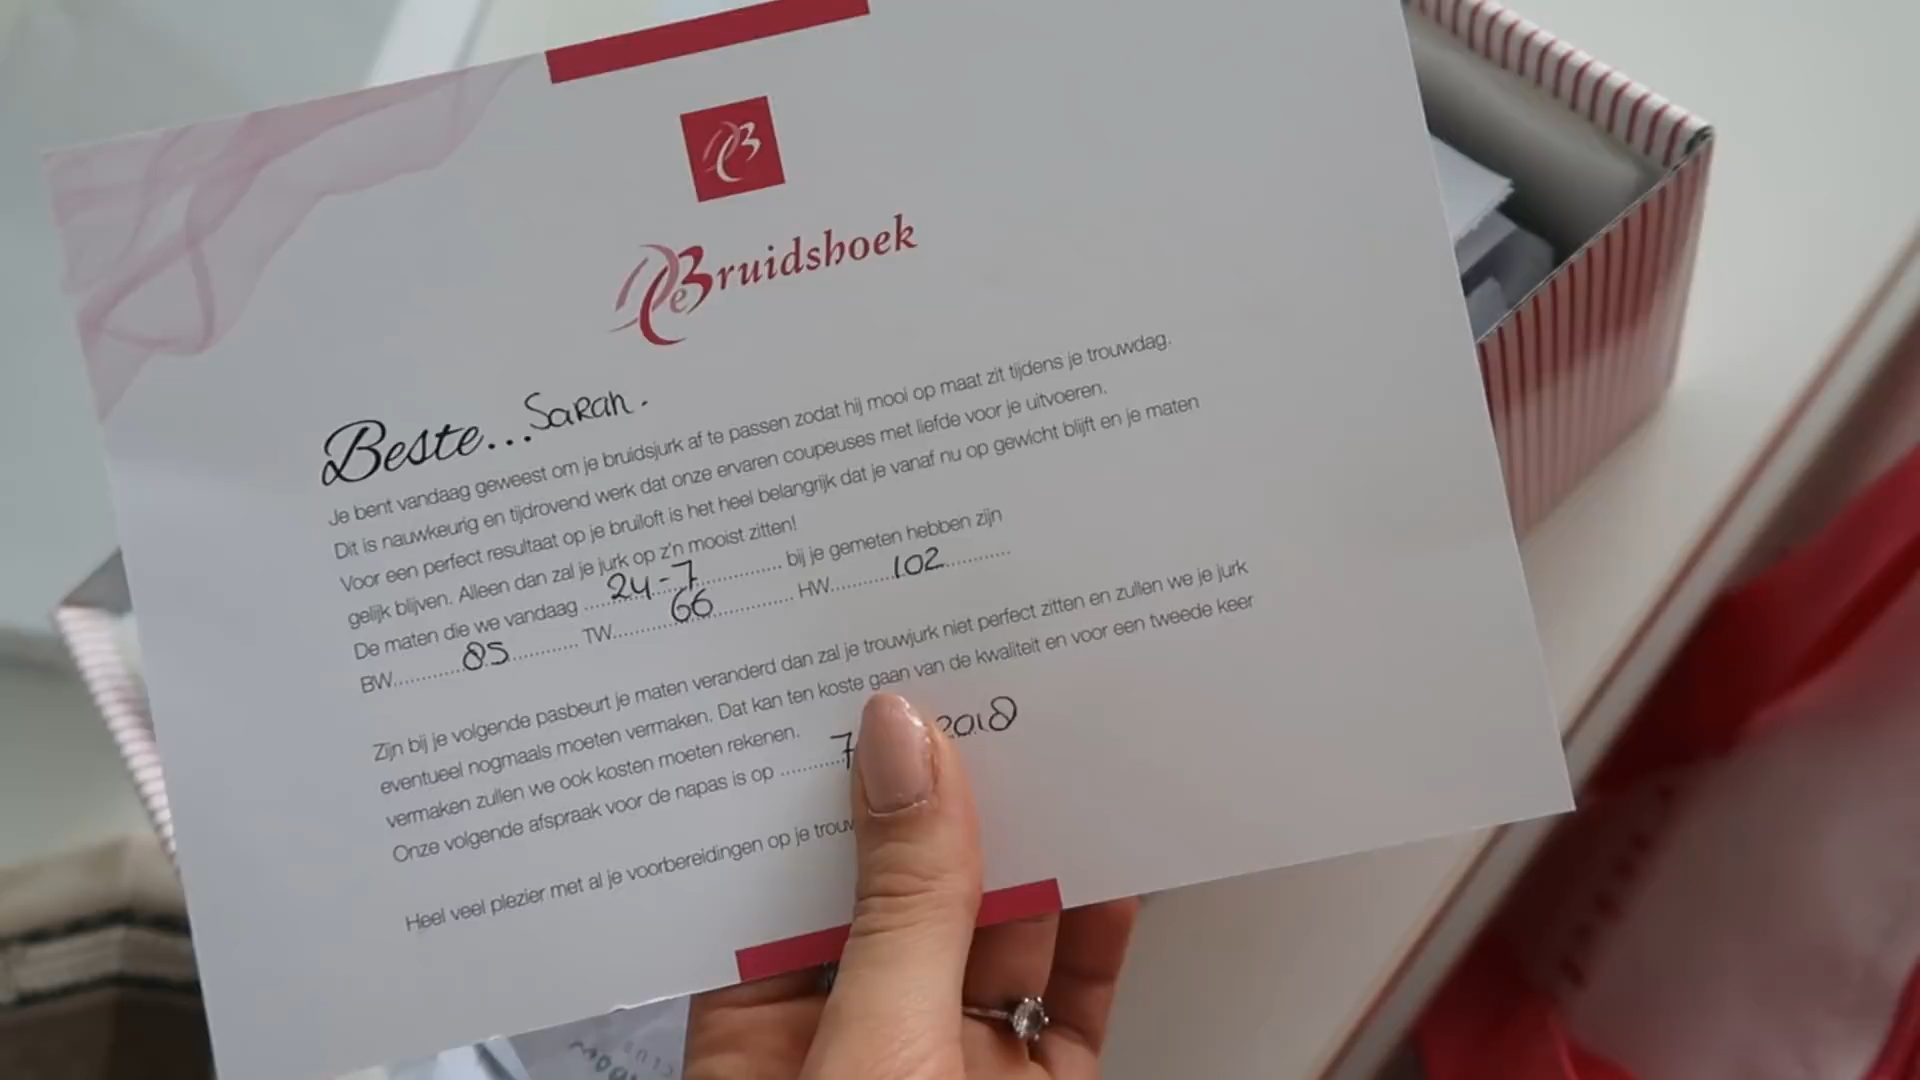 De Bruidshoek
Beste... Sarah.
Je bent vandaag geweest om je bruidsjurk af te passen zodat hij mooi op maat zit tijdens je trouwdag.
Dit is nauwkeurig en tijdrovend werk dat onze ervaren coupeuses met liefde voor je uitvoeren.
Voor een perfect resultaat op je bruiloft is het heel belangrijk dat je vanaf nu op gewicht blijft en je maten
gelijk blijven. Alleen dan zal je jurk op z'n mooist zitten!
De maten die we vandaag ... 24-7 ... bij je gemeten hebben zijn
BW... 85 ... TW... 66 ... HW... 102 ...
Zijn bij je volgende pasbeurt je maten veranderd dan zal je trouwjurk niet perfect zitten en zullen we je jurk
eventueel nogmaals moeten vermaken. Dat kan ten koste gaan van de kwaliteit en voor een tweede keer
vermaken zullen we ook kosten moeten rekenen.
Onze volgende afspraak voor de napas is op ... 7 2018
Heel veel plezier met al je voorbereidingen op je